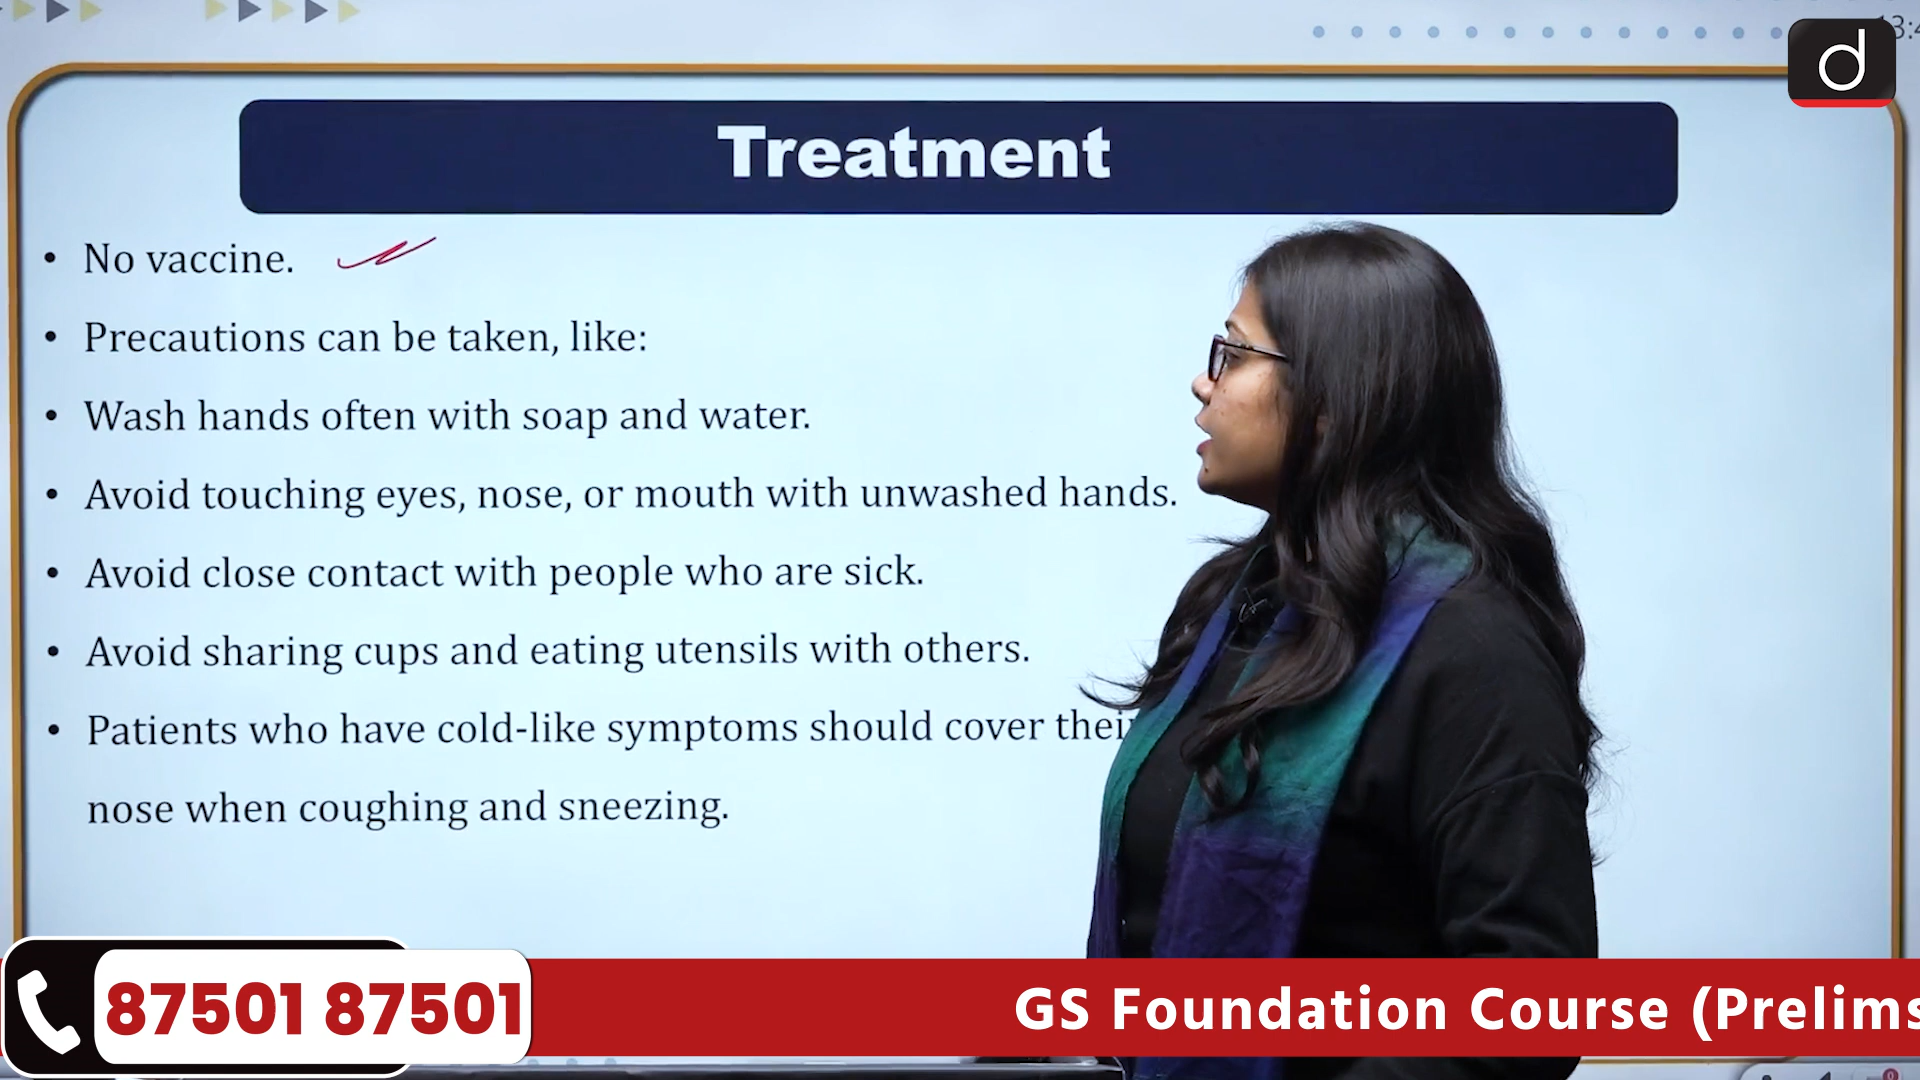 d
Treatment
• No vaccine.
• Precautions can be taken, like:
• Wash hands often with soap and water.
• Avoid touching eyes, nose, or mouth with unwashed hands.
• Avoid close contact with people who are sick.
• Avoid sharing cups and eating utensils with others.
• Patients who have cold-like symptoms should cover their
nose when coughing and sneezing.
87501 87501
GS Foundation Course (Prelims